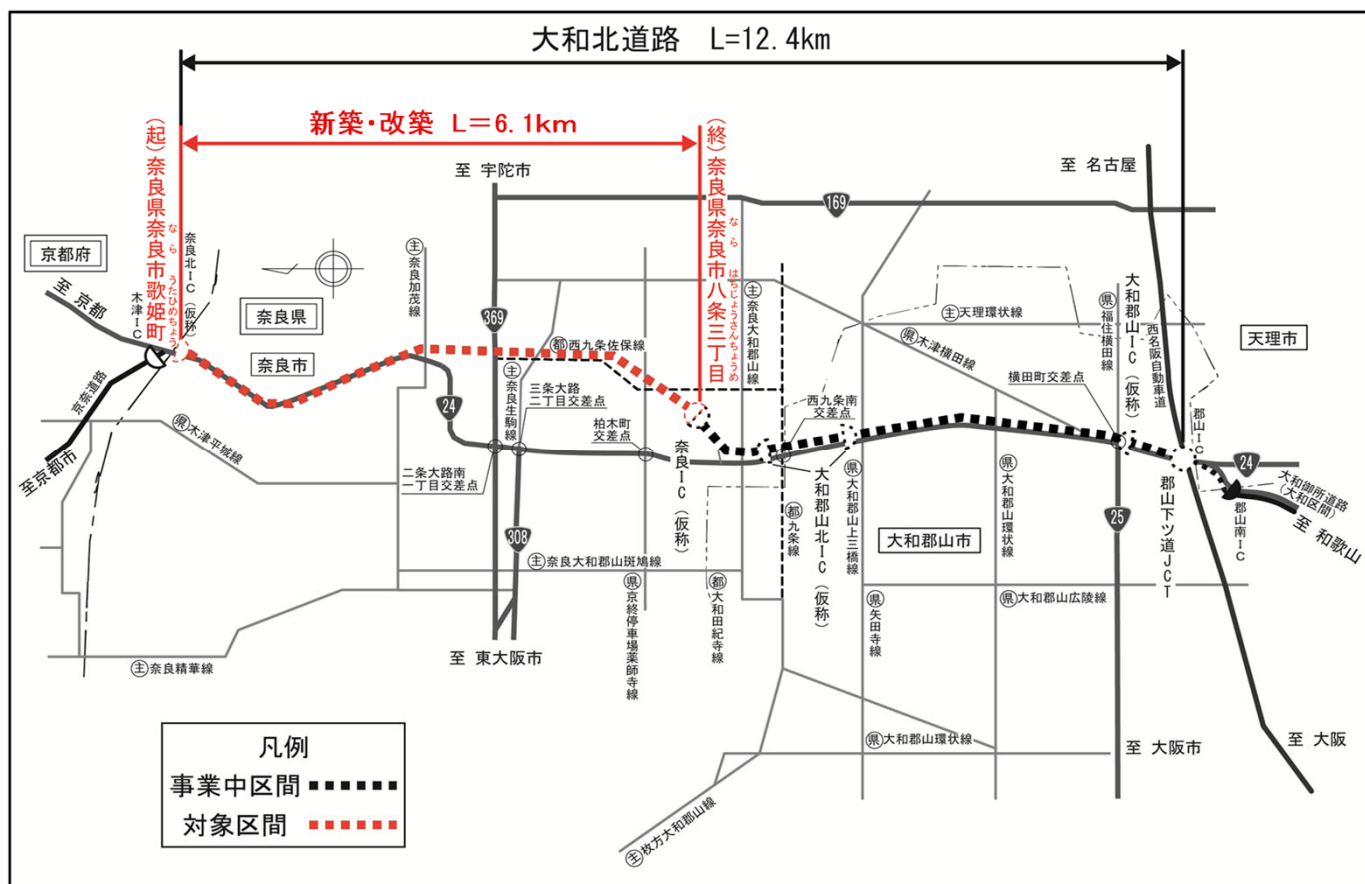 大和北道路 L=12.4km
新築・改築 L=6.1km
(起)奈良県奈良市歌姫町
なら
うたひめちょう
(終)奈良県奈良市八条三丁目
なら
はちじょうさんちょうめ
至 宇陀市
至 名古屋
169
京都府
至 京都
木津IC
奈良北IC(仮称)
奈良県
奈良市
主奈良加茂線
369
都西九条佐保線
主奈良大和郡山線
主天理環状線
県木津横田線
県福住横田線
大和郡山IC(仮称)
西名阪自動車道
天理市
京奈道路
至京都市
県木津平城線
24
主奈良生駒線
三条大路
二丁目交差点
柏木町
交差点
西九条南
交差点
横田町交差点
郡山IC
24
大和御所道路
(大和区間)
至 和歌山
郡山南IC
郡山下ツ道JCT
二条大路南
一丁目交差点
奈良IC(仮称)
大和郡山北IC(仮称)
都九条線
県大和郡山上三橋線
県大和郡山環状線
25
大和郡山市
308
主奈良大和郡山斑鳩線
県京終停車場薬師寺線
都大和田紀寺線
県矢田寺線
県大和郡山広陵線
至 東大阪市
主奈良精華線
県大和郡山環状線
至 大阪市
至 大阪
主枚方大和郡山線
凡例
事業中区間
対象区間